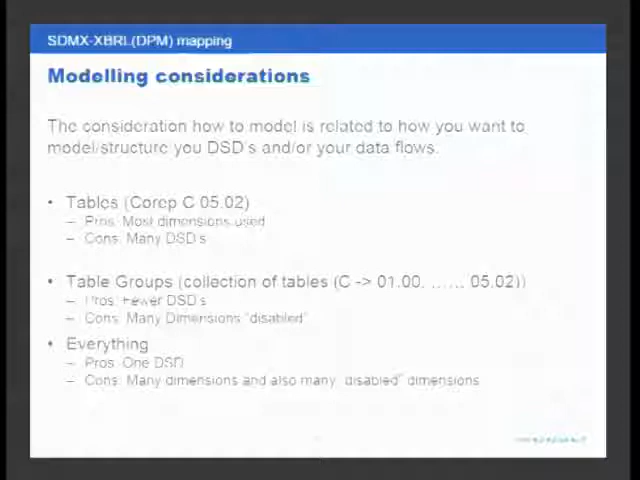 SDMX-XBRL(DPM) mapping
Modelling considerations
The consideration how to model is related to how you want to
model/structure you DSD's and/or your data flows.
• Tables (Corep C 05.02)
– Pros: Most dimensions used
– Cons: Many DSD's
• Table Groups (collection of tables (C -> 01.00, …… 05.02))
– Pros: Fewer DSD's
– Cons: Many Dimensions "disabled"
• Everything
– Pros: One DSD
– Cons: Many dimensions and also many "disabled" dimensions